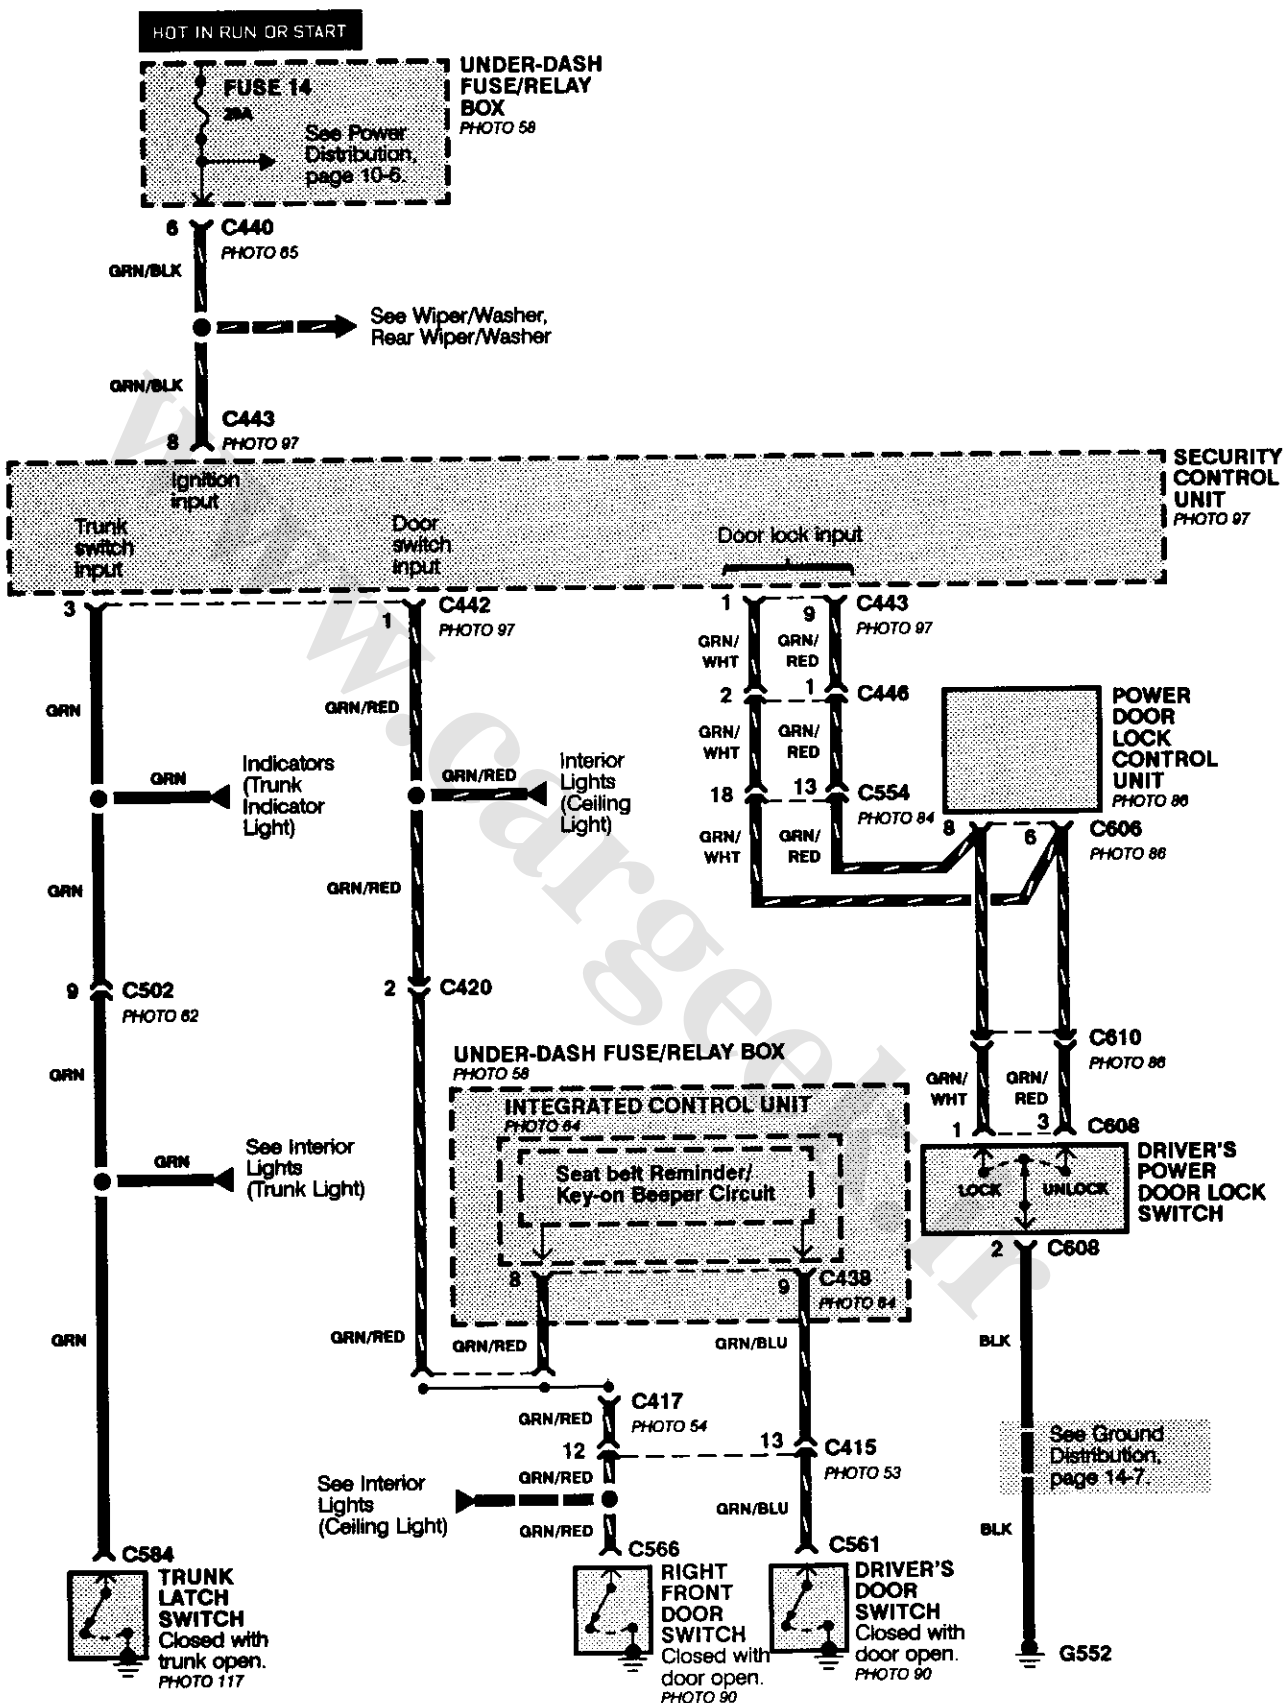 HOT IN RUN OR START
UNDER-DASH
FUSE/RELAY
BOX
PHOTO 58
FUSE 14
20A
See Power
Distribution,
page 10-6.
6
C440
PHOTO 65
GRN/BLK
See Wiper/Washer,
Rear Wiper/Washer
GRN/BLK
C443
8
PHOTO 97
SECURITY
CONTROL
UNIT
PHOTO 97
Ignition
input
Trunk
switch
input
Door
switch
input
Door lock input
3
1
C442
PHOTO 97
1
9
C443
PHOTO 97
GRN/
WHT
GRN/
RED
2
1
C446
GRN
GRN/RED
GRN/
WHT
GRN/
RED
POWER
DOOR
LOCK
CONTROL
UNIT
PHOTO 86
GRN
Indicators
(Trunk
Indicator
Light)
GRN/RED
Interior
Lights
(Ceiling
Light)
18
13
C554
PHOTO 84
GRN/
WHT
GRN/
RED
8
6
C606
PHOTO 86
GRN
GRN/RED
9
C502
PHOTO 62
2
C420
C610
PHOTO 86
GRN
GRN/
WHT
GRN/
RED
1
3
C608
UNDER-DASH FUSE/RELAY BOX
PHOTO 58
INTEGRATED CONTROL UNIT
PHOTO 64
Seat belt Reminder/
Key-on Beeper Circuit
GRN
See Interior
Lights
(Trunk Light)
LOCK
UNLOCK
DRIVER'S
POWER
DOOR LOCK
SWITCH
2
C608
8
9
C438
PHOTO 64
GRN
GRN/RED
GRN/RED
GRN/BLU
BLK
C417
PHOTO 54
GRN/RED
12
13
C415
PHOTO 53
See Ground
Distribution,
page 14-7.
See Interior
Lights
(Ceiling Light)
GRN/RED
GRN/RED
GRN/BLU
BLK
C584
TRUNK
LATCH
SWITCH
Closed with
trunk open.
PHOTO 117
C566
RIGHT
FRONT
DOOR
SWITCH
Closed with
door open.
PHOTO 90
C561
DRIVER'S
DOOR
SWITCH
Closed with
door open.
PHOTO 90
G552
www.cargeek.ir